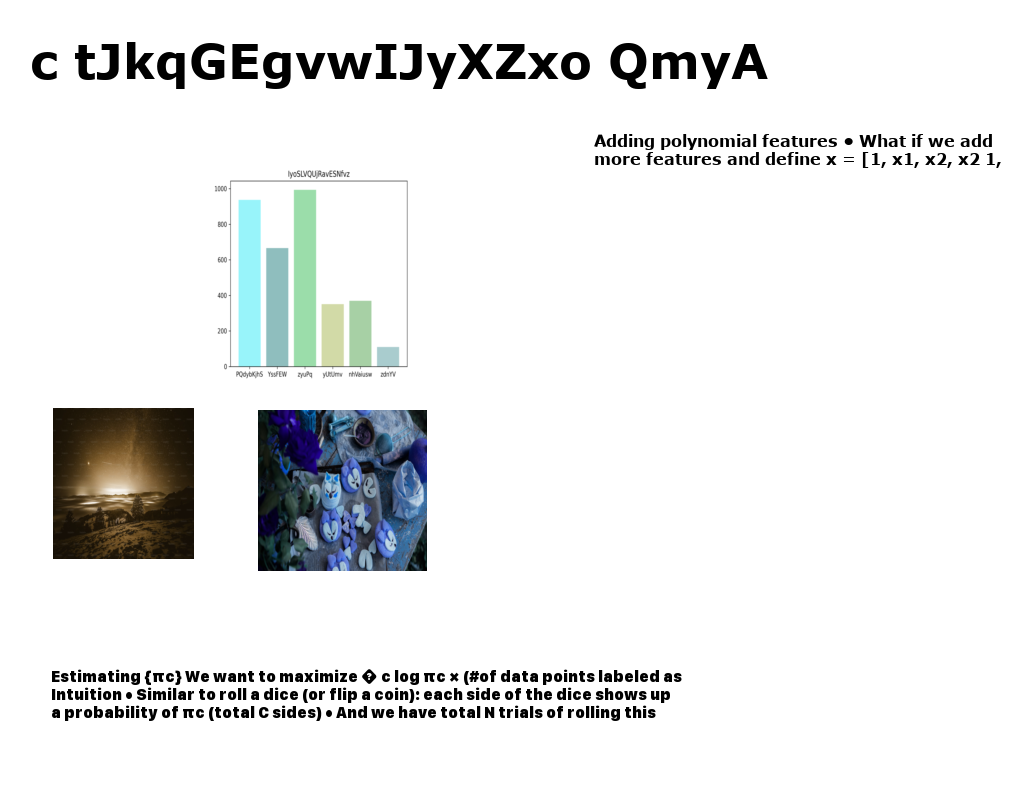 c tJkqGEgvwIJyXZxo QmyA
Adding polynomial features • What if we add
more features and define x = [1, x1, x2, x2 1,
IyoSLVQUjRavESNfvz
1000
800
600
400
200
0
PQdybKjhS YssFEW zyuPq yUtUmv nhVaiusw zdnYV
Estimating {πc} We want to maximize � c log πc × (#of data points labeled as
Intuition • Similar to roll a dice (or flip a coin): each side of the dice shows up
a probability of πc (total C sides) • And we have total N trials of rolling this